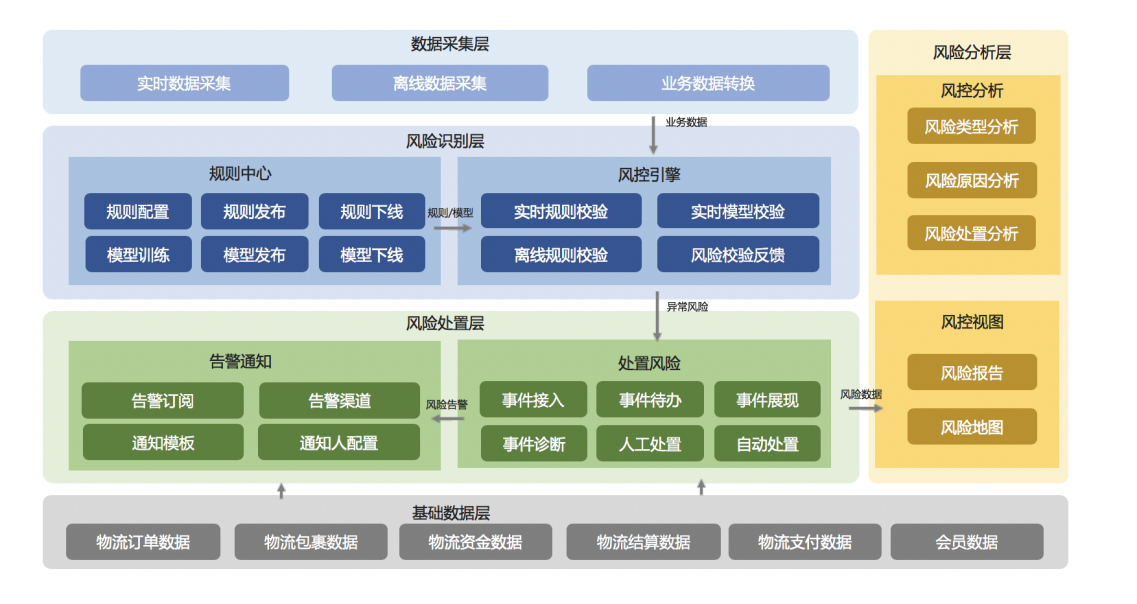 数据采集层
实时数据采集
离线数据采集
业务数据转换
业务数据
风险识别层
规则中心
规则配置
规则发布
规则下线
模型训练
模型发布
模型下线
规则/模型
风控引擎
实时规则校验
实时模型校验
离线规则校验
风险校验反馈
异常风险
风险处置层
告警通知
告警订阅
告警渠道
通知模板
通知人配置
风险告警
处置风险
事件接入
事件待办
事件展现
事件诊断
人工处置
自动处置
风险数据
风险分析层
风控分析
风险类型分析
风险原因分析
风险处置分析
风控视图
风险报告
风险地图
基础数据层
物流订单数据
物流包裹数据
物流资金数据
物流结算数据
物流支付数据
会员数据